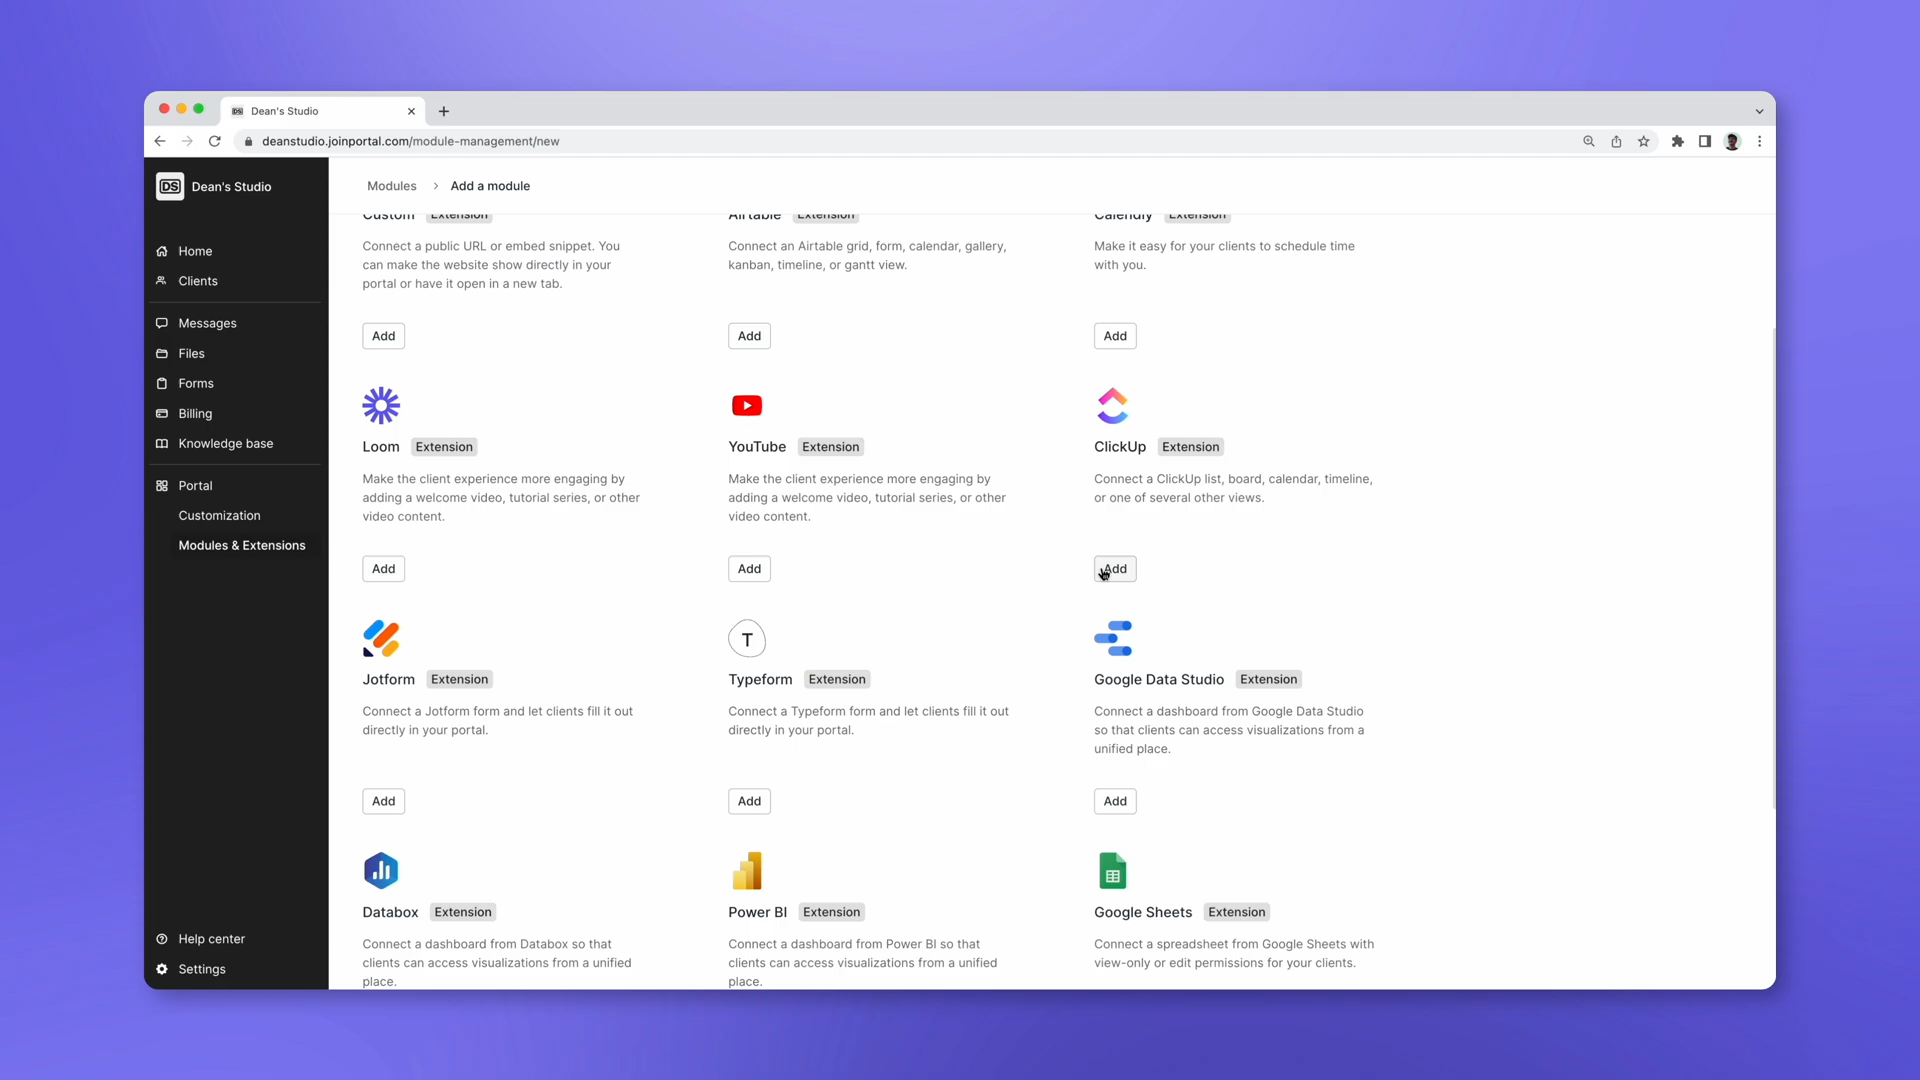 Dean's Studio
deanstudio.joinportal.com/module-management/new
DS Dean's Studio
Home
Clients
Messages
Files
Forms
Billing
Knowledge base
Portal
Customization
Modules & Extensions
Help center
Settings
Modules > Add a module
Custom Extension
Connect a public URL or embed snippet. You
can make the website show directly in your
portal or have it open in a new tab.
Add
Airtable Extension
Connect an Airtable grid, form, calendar, gallery,
kanban, timeline, or gantt view.
Add
Calendly Extension
Make it easy for your clients to schedule time
with you.
Add
Loom Extension
Make the client experience more engaging by
adding a welcome video, tutorial series, or other
video content.
Add
YouTube Extension
Make the client experience more engaging by
adding a welcome video, tutorial series, or other
video content.
Add
ClickUp Extension
Connect a ClickUp list, board, calendar, timeline,
or one of several other views.
Add
Jotform Extension
Connect a Jotform form and let clients fill it out
directly in your portal.
Add
T
Typeform Extension
Connect a Typeform form and let clients fill it out
directly in your portal.
Add
Google Data Studio Extension
Connect a dashboard from Google Data Studio
so that clients can access visualizations from a
unified place.
Add
Databox Extension
Connect a dashboard from Databox so that
clients can access visualizations from a unified
place.
Power BI Extension
Connect a dashboard from Power BI so that
clients can access visualizations from a unified
place.
Google Sheets Extension
Connect a spreadsheet from Google Sheets with
view-only or edit permissions for your clients.